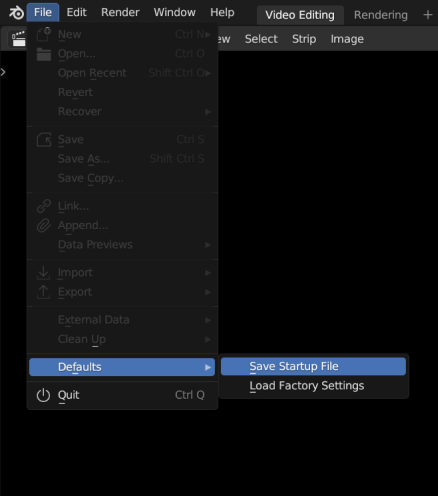 File Edit Render Window Help Video Editing Rendering +
ew Select Strip Image
New Ctrl N
Open... Ctrl O
Open Recent Shift Ctrl O
Revert
Recover
Save Ctrl S
Save As... Shift Ctrl S
Save Copy...
Link...
Append...
Data Previews
Import
Export
External Data
Clean Up
Defaults Save Startup File
Load Factory Settings
Quit Ctrl Q